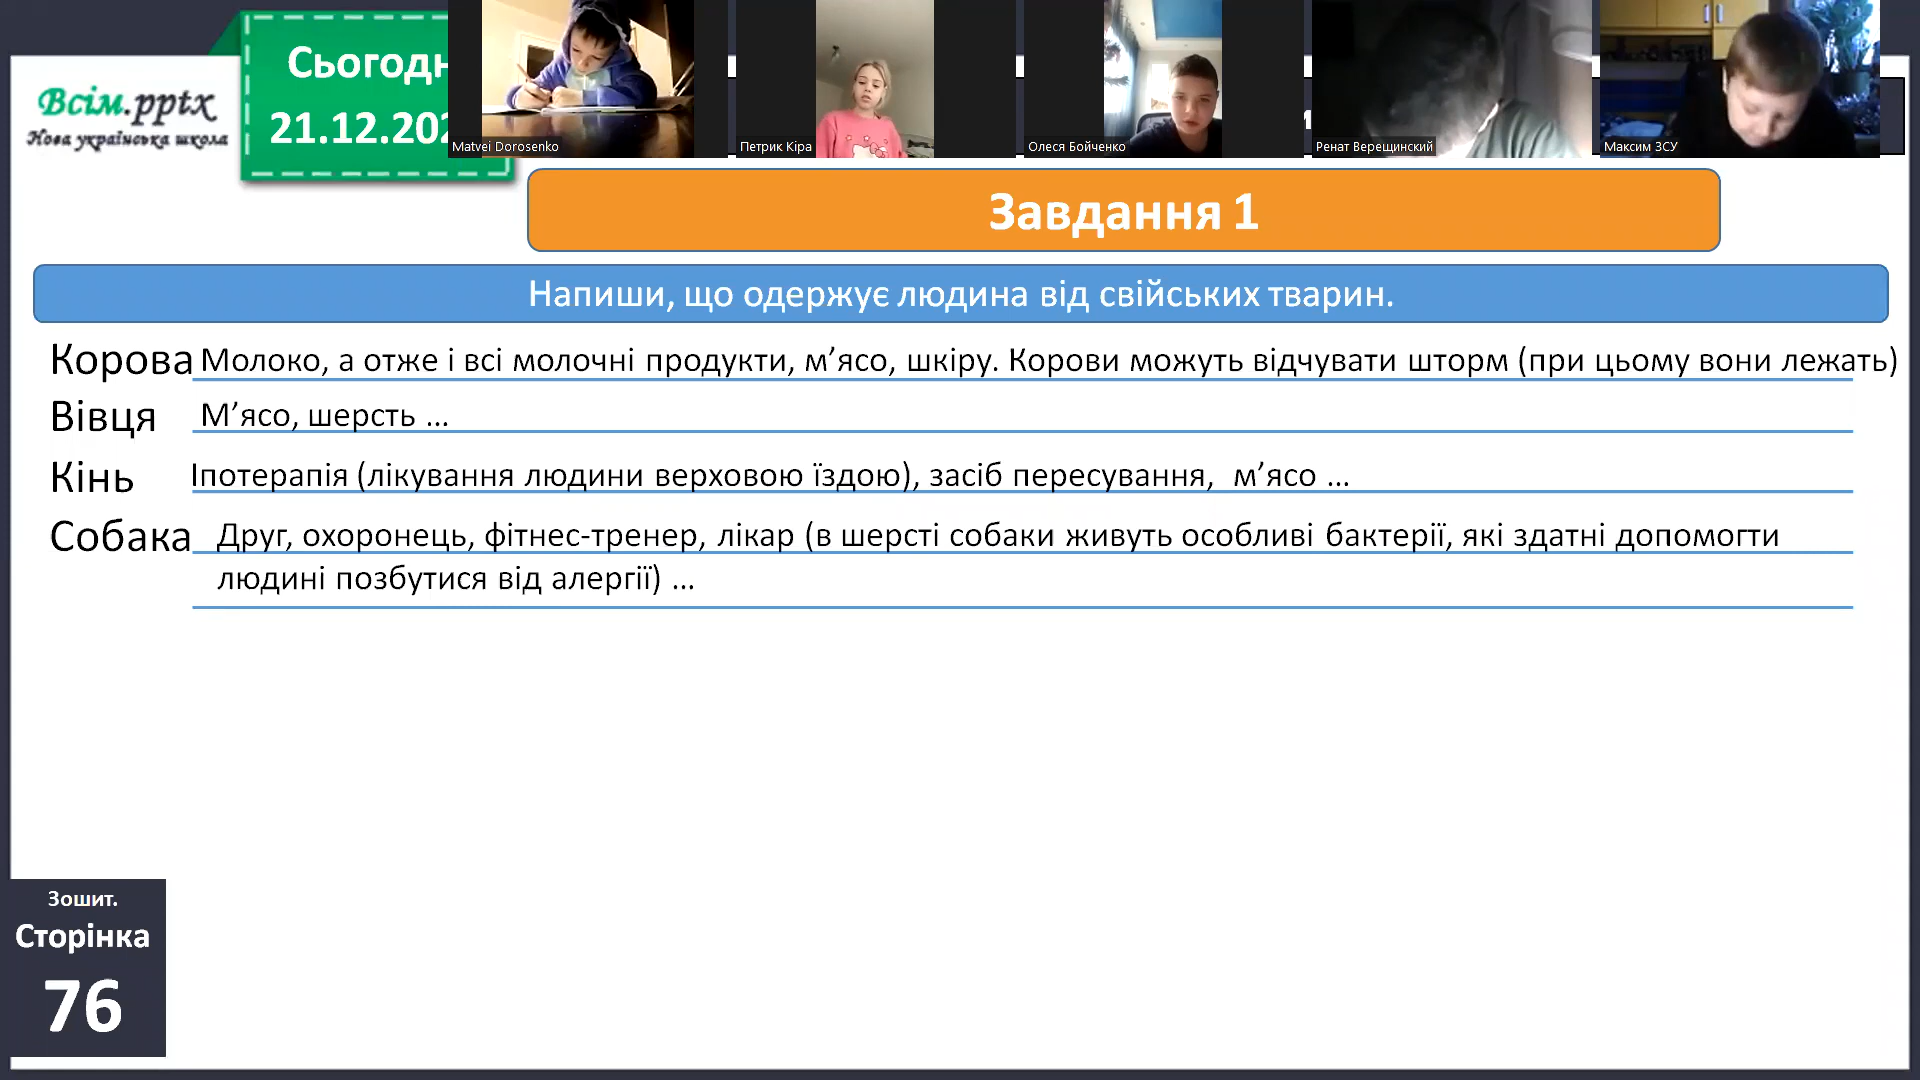 Всім.pptx
Нова українська школа
Сьогодн
21.12.202
Matvei Dorosenko
Петрик Кіра
Олеся Бойченко
Ренат Верещинский
Максим ЗСУ
Завдання 1
Напиши, що одержує людина від свійських тварин.
Корова Молоко, а отже і всі молочні продукти, м’ясо, шкіру. Корови можуть відчувати шторм (при цьому вони лежать)
Вівця М’ясо, шерсть ...
Кінь Іпотерапія (лікування людини верховою їздою), засіб пересування, м’ясо ...
Собака Друг, охоронець, фітнес-тренер, лікар (в шерсті собаки живуть особливі бактерії, які здатні допомогти
людині позбутися від алергії) ...
Зошит.
Сторінка
76